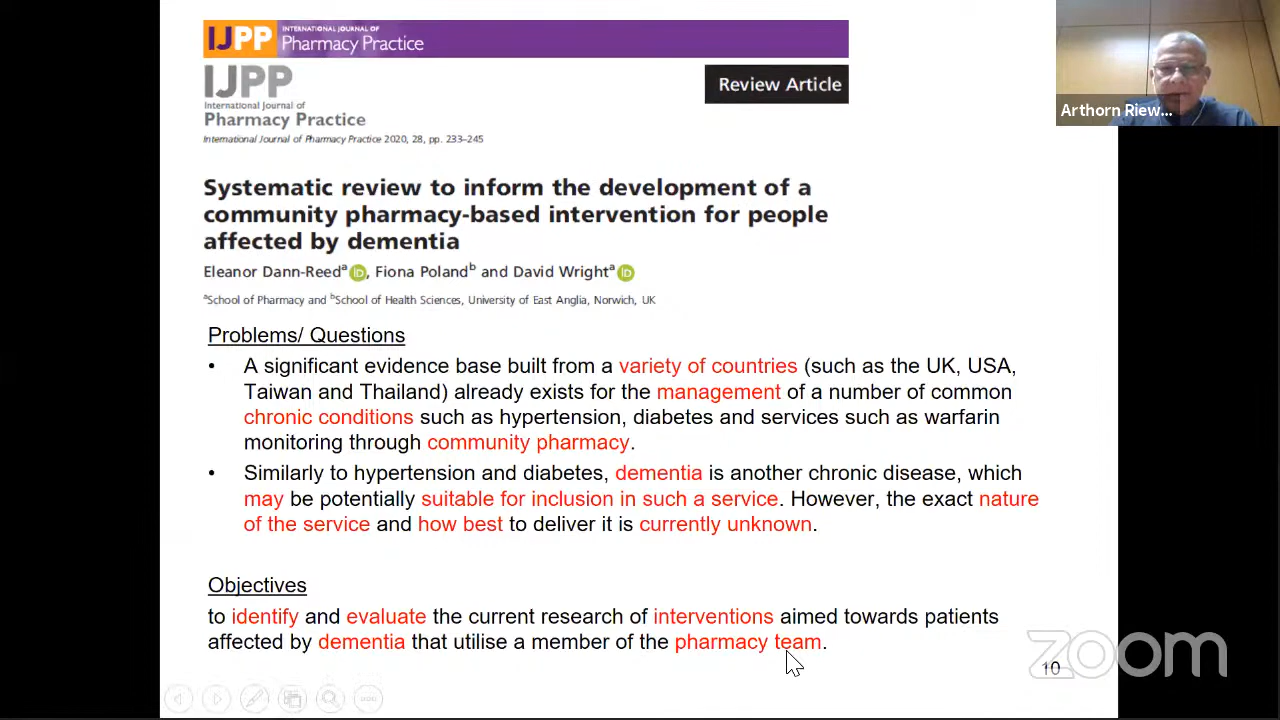 IJPP INTERNATIONAL JOURNAL OF
Pharmacy Practice
IJPP
International Journal of
Pharmacy Practice
Review Article
International Journal of Pharmacy Practice 2020, 28, pp. 233–245
Arthorn Riew...
Systematic review to inform the development of a
community pharmacy-based intervention for people
affected by dementia
Eleanor Dann-Reedᵃ iD, Fiona Polandᵇ and David Wrightᵃ iD
ᵃSchool of Pharmacy and ᵇSchool of Health Sciences, University of East Anglia, Norwich, UK
Problems/ Questions
• A significant evidence base built from a variety of countries (such as the UK, USA,
Taiwan and Thailand) already exists for the management of a number of common
chronic conditions such as hypertension, diabetes and services such as warfarin
monitoring through community pharmacy.
• Similarly to hypertension and diabetes, dementia is another chronic disease, which
may be potentially suitable for inclusion in such a service. However, the exact nature
of the service and how best to deliver it is currently unknown.
Objectives
to identify and evaluate the current research of interventions aimed towards patients
affected by dementia that utilise a member of the pharmacy team.
zoom
10